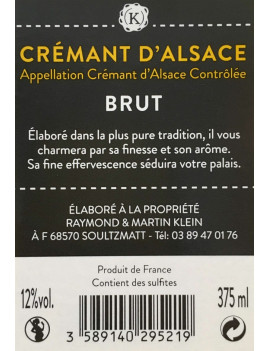 K
CRÉMANT D'ALSACE
Appellation Crémant d'Alsace Contrôlée
BRUT
Élaboré dans la plus pure tradition, il vous
charmera par sa finesse et son arôme.
Sa fine effervescence séduira votre palais.
ÉLABORÉ À LA PROPRIÉTÉ
RAYMOND & MARTIN KLEIN
À F 68570 SOULTZMATT - Tél: 03 89 47 01 76
Produit de France
Contient des sulfites
12%vol.
375 ml
3 589140 295219